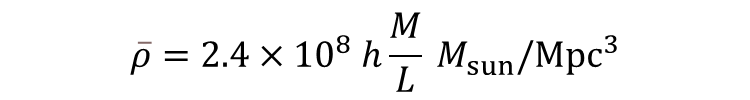 ρ̄ = 2.4 × 10⁸ h M/L M_sun/Mpc³